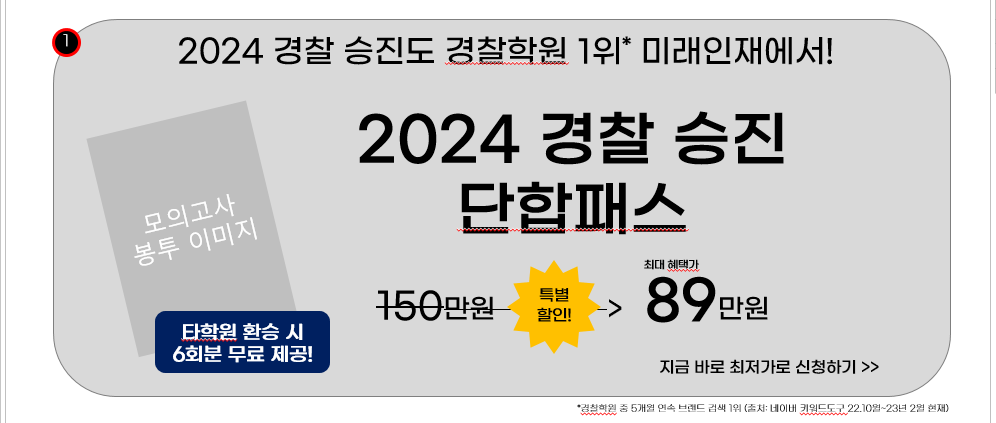 1
2024 경찰 승진도 경찰학원 1위* 미래인재에서!
2024 경찰 승진
단합패스
모의고사
봉투 이미지
타학원 환승 시
6회분 무료 제공!
150만원
특별
할인!
>
최대 혜택가
89만원
지금 바로 최저가로 신청하기 >>
*경찰학원 중 5개월 연속 브랜드 검색 1위 (출처: 네이버 키워드도구 22.10월~23년 2월 현재)